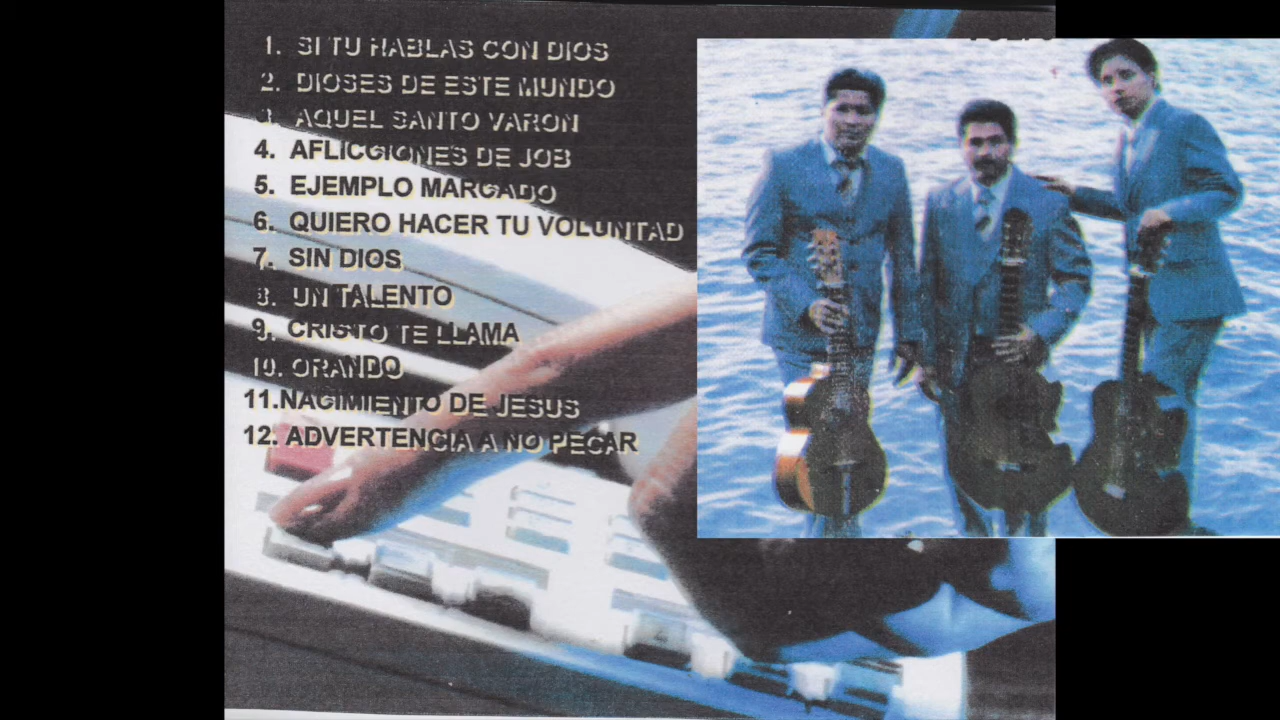 1. SI TU HABLAS CON DIOS
2. DIOSES DE ESTE MUNDO
3. AQUEL SANTO VARON
4. AFLICCIONES DE JOB
5. EJEMPLO MARCADO
6. QUIERO HACER TU VOLUNTAD
7. SIN DIOS
8. UN TALENTO
9. CRISTO TE LLAMA
10. ORANDO
11.NACIMIENTO DE JESUS
12. ADVERTENCIA A NO PECAR